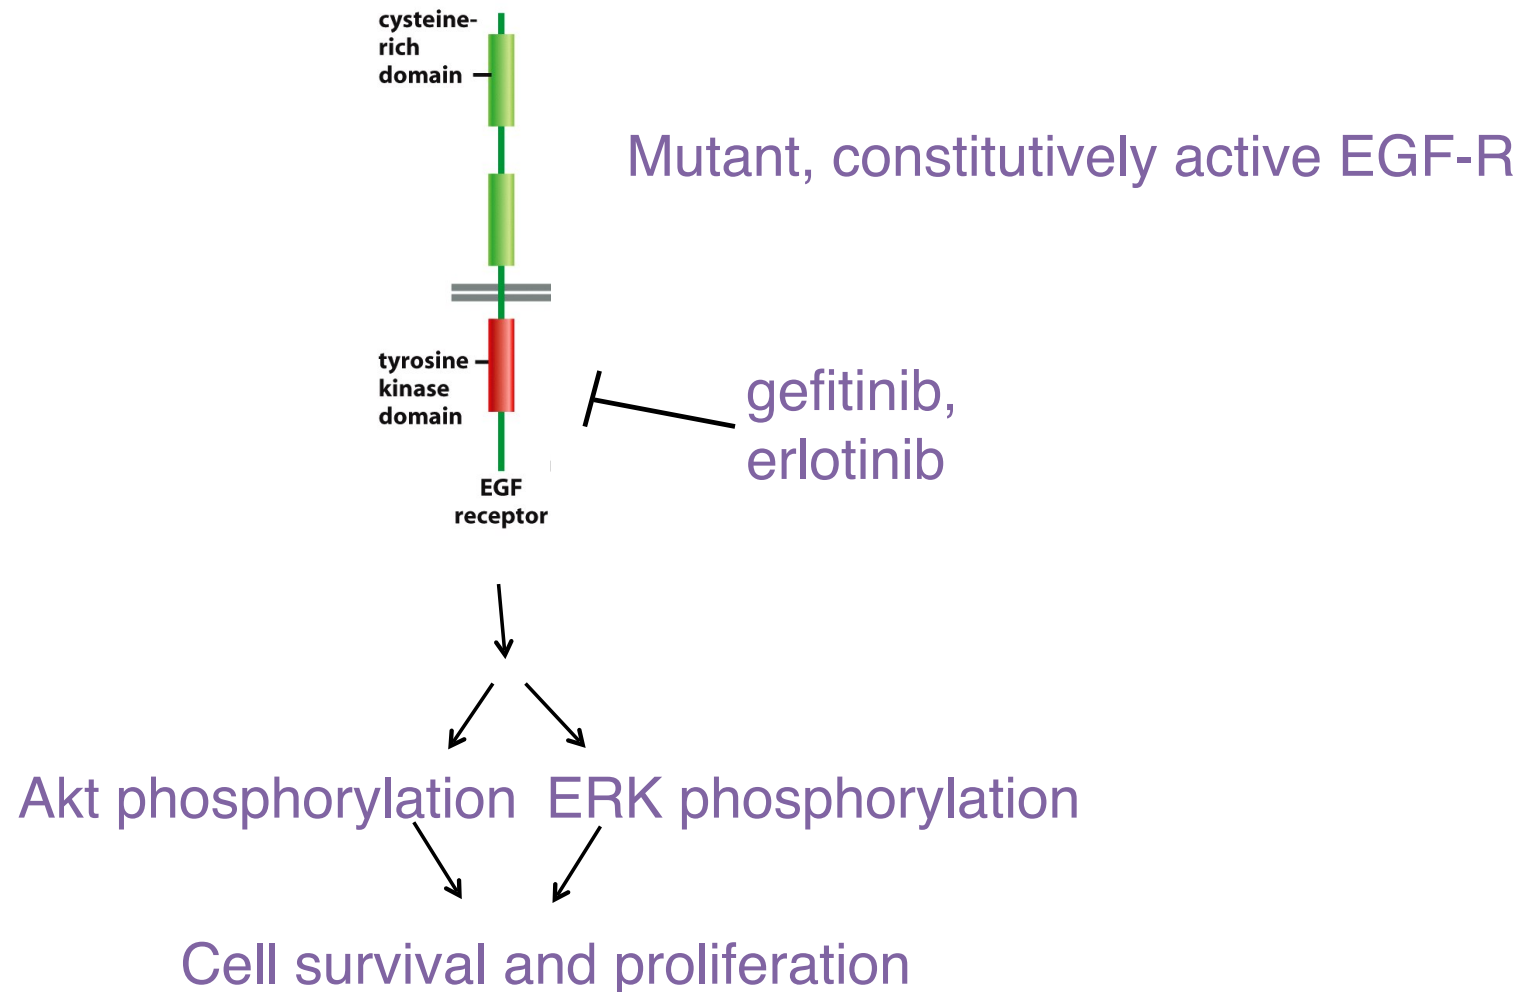 cysteine-
rich
domain
Mutant, constitutively active EGF-R
tyrosine
kinase
domain
gefitinib,
erlotinib
EGF
receptor
Akt phosphorylation ERK phosphorylation
Cell survival and proliferation